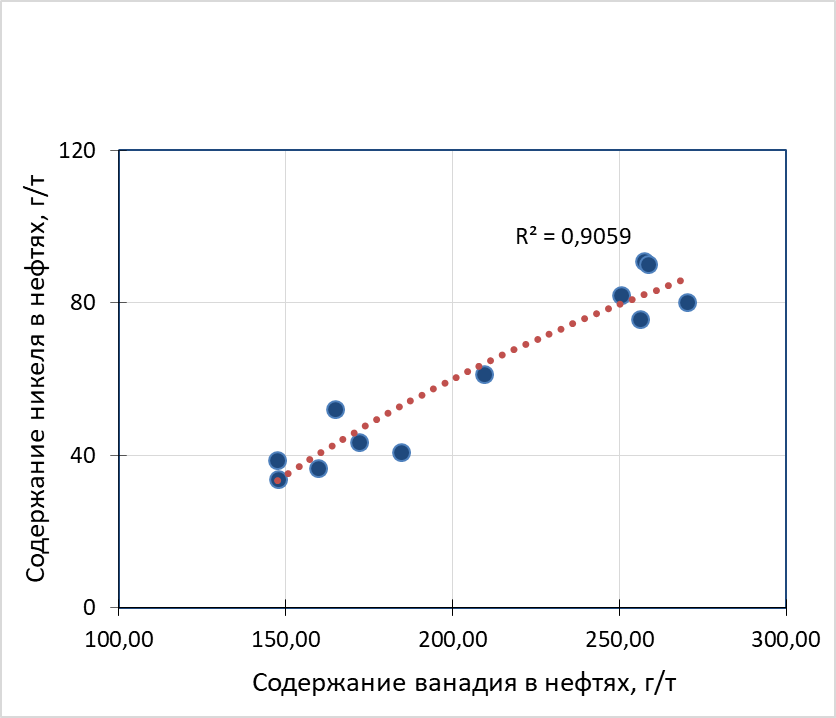 Содержание никеля в нефтях, г/т
120
R² = 0,9059
80
40
0
100,00 150,00 200,00 250,00 300,00
Содержание ванадия в нефтях, г/т